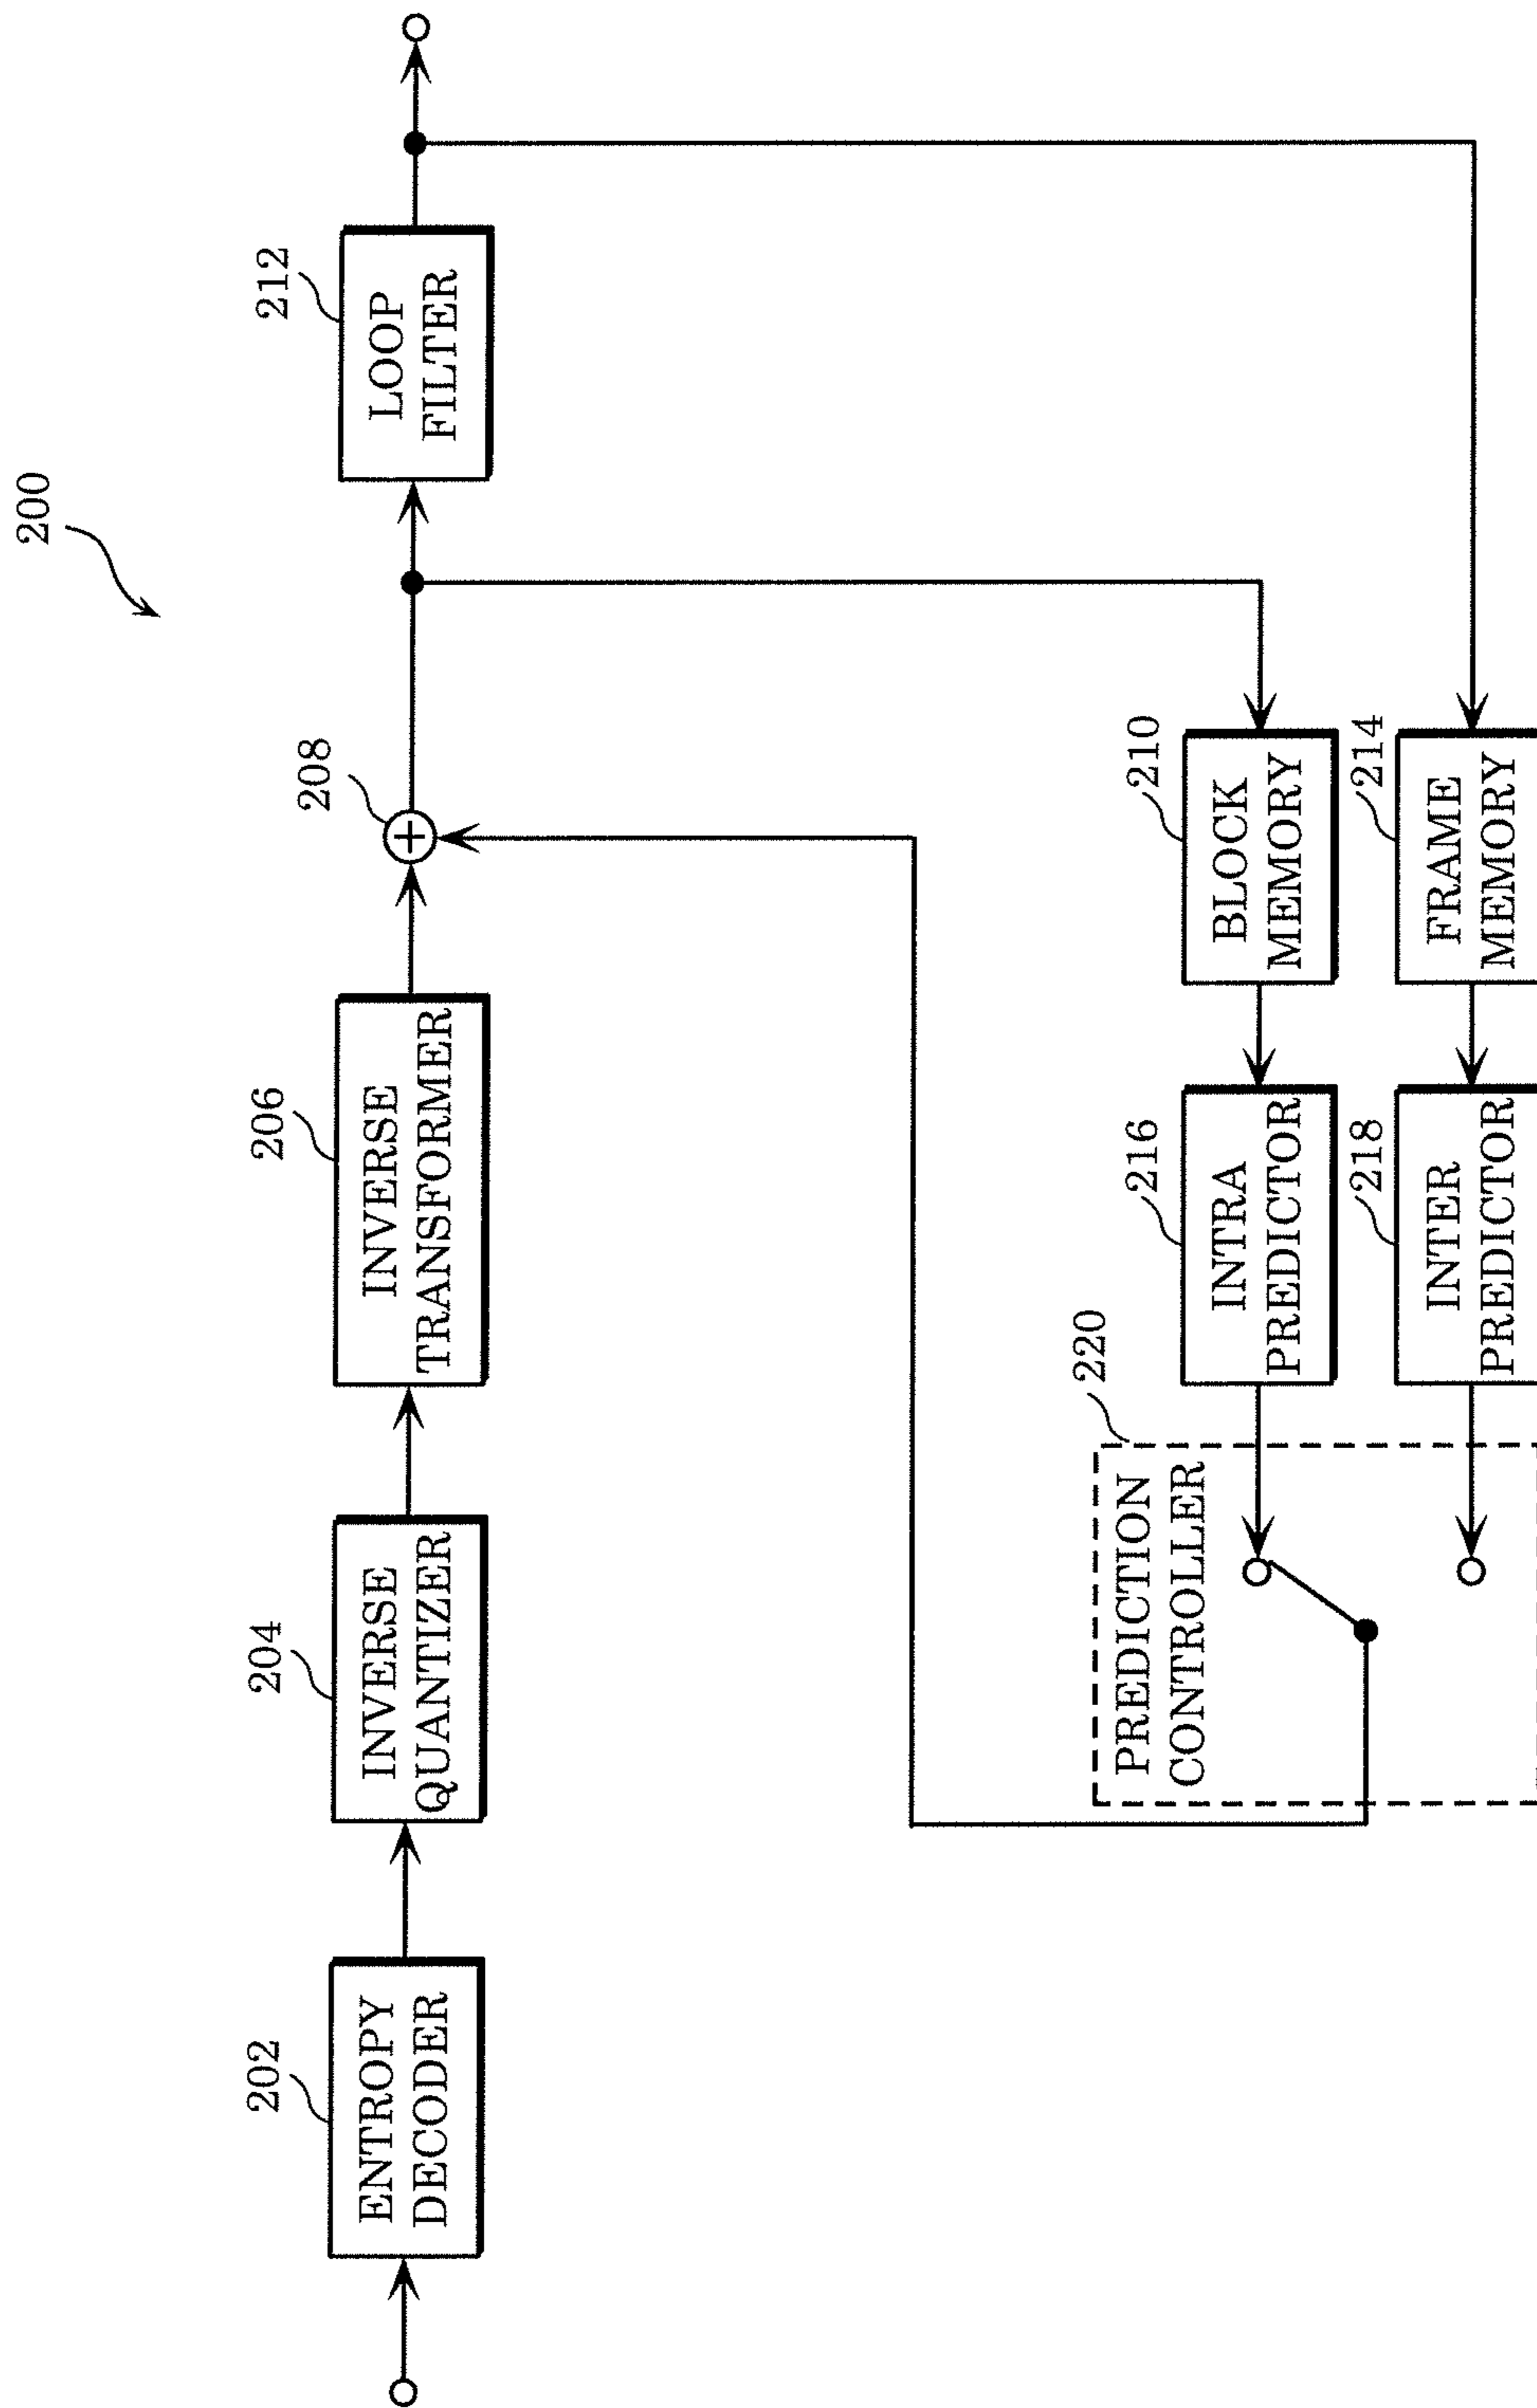 200
202
ENTROPY
DECODER
204
INVERSE
QUANTIZER
206
INVERSE
TRANSFORMER
208
+
212
LOOP
FILTER
220
PREDICTION
CONTROLLER
216
INTRA
PREDICTOR
210
BLOCK
MEMORY
218
INTER
PREDICTOR
214
FRAME
MEMORY